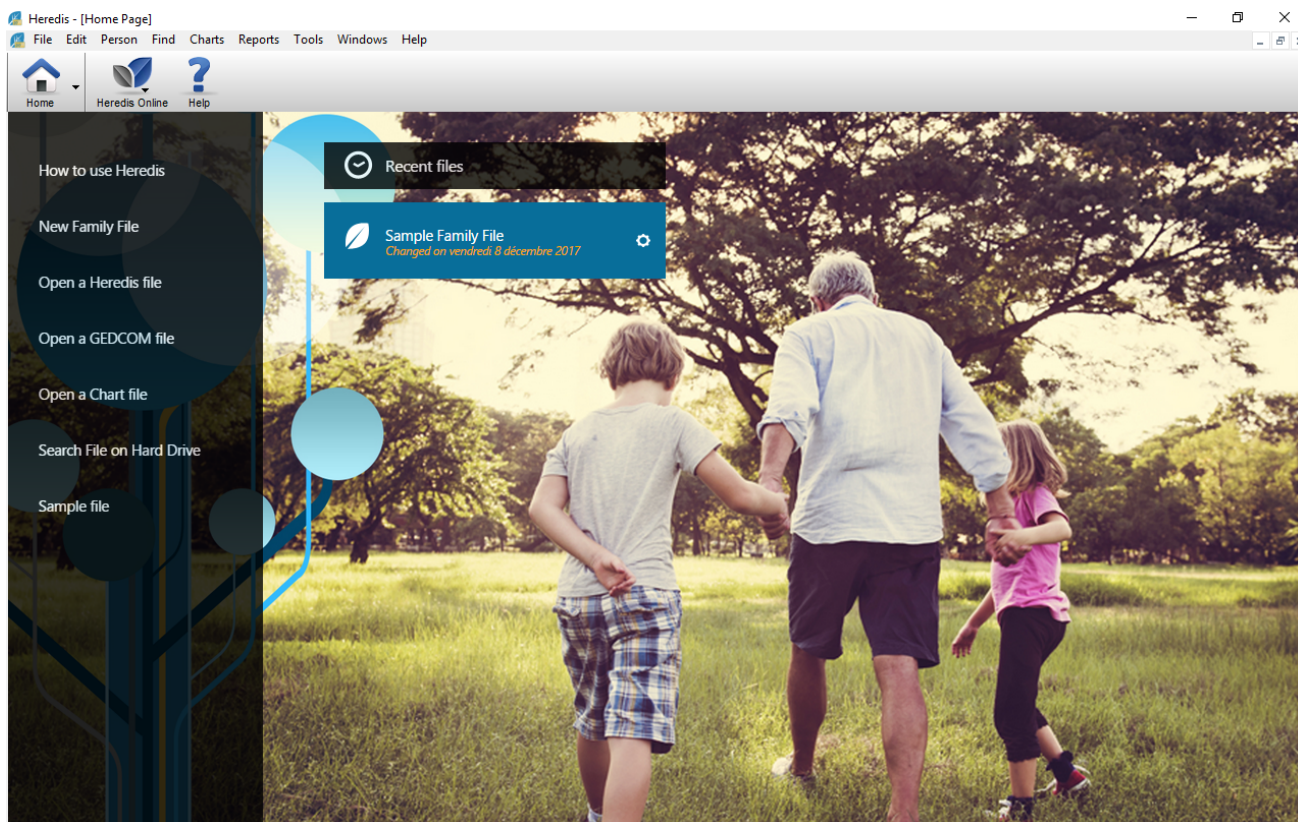 Heredis - [Home Page]
File Edit Person Find Charts Reports Tools Windows Help
Home Heredis Online Help
How to use Heredis
New Family File
Open a Heredis file
Open a GEDCOM file
Open a Chart file
Search File on Hard Drive
Sample file
Recent files
Sample Family File
Changed on vendredi 8 décembre 2017